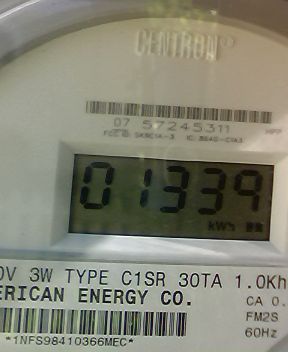 CENTRON
07 57245311
01339
kWh
0V 3W TYPE C1SR 30TA 1.0Kh
ERICAN ENERGY CO.
CA 0.
FM2S
*1NFS98410366MEC*
60Hz